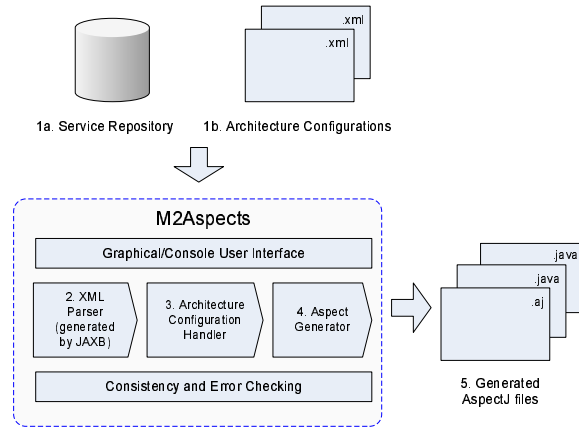 .xml
.xml
1a. Service Repository
1b. Architecture Configurations
M2Aspects
Graphical/Console User Interface
2. XML
Parser
(generated
by JAXB)
3. Architecture
Configuration
Handler
4. Aspect
Generator
Consistency and Error Checking
.java
.java
.aj
5. Generated
AspectJ files